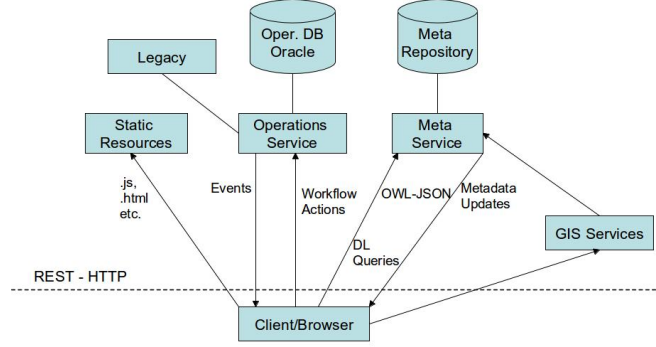 Oper. DB
Oracle
Meta
Repository
Legacy
Static
Resources
Operations
Service
Meta
Service
.js,
.html
etc.
Events
Workflow
Actions
OWL-JSON
Metadata
Updates
DL
Queries
GIS Services
REST - HTTP
Client/Browser